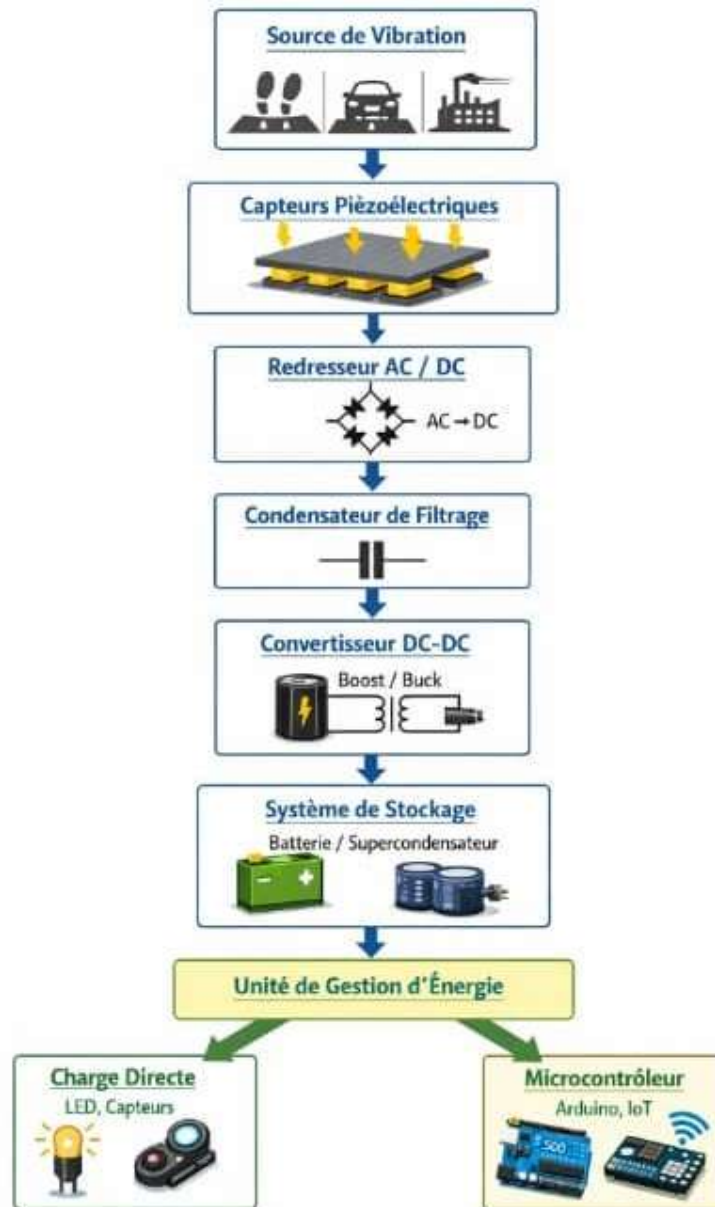 Source de Vibration
Capteurs Pièzoélectriques
Redresseur AC / DC
AC → DC
Condensateur de Filtrage
Convertisseur DC-DC
Boost / Buck
Système de Stockage
Batterie / Supercondensateur
Unité de Gestion d'Énergie
Charge Directe
LED, Capteurs
Microcontrôleur
Arduino, IoT